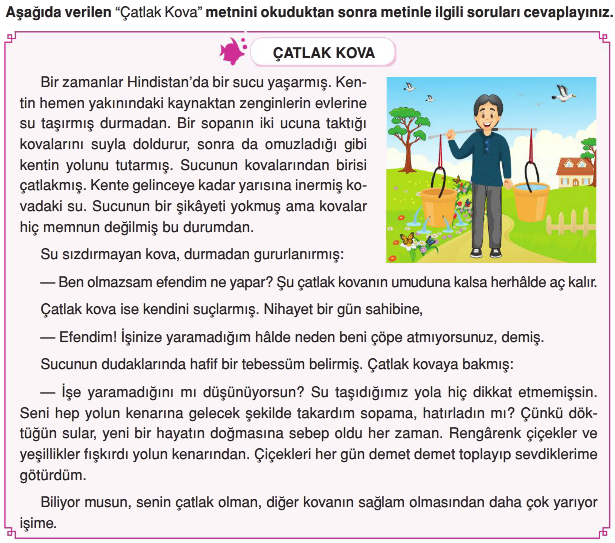 Aşağıda verilen “Çatlak Kova” metnini okuduktan sonra metinle ilgili soruları cevaplayınız.
ÇATLAK KOVA
Bir zamanlar Hindistan’da bir sucu yaşarmış. Ken-
tin hemen yakınındaki kaynaktan zenginlerin evlerine
su taşırmış durmadan. Bir sopanın iki ucuna taktığı
kovalarını suyla doldurur, sonra da omuzladığı gibi
kentin yolunu tutarmış. Sucunun kovalarından birisi
çatlakmış. Kente gelinceye kadar yarısına inermiş ko-
vadaki su. Sucunun bir şikâyeti yokmuş ama kovalar
hiç memnun değilmiş bu durumdan.
Su sızdırmayan kova, durmadan gururlanırmış:
— Ben olmazsam efendim ne yapar? Şu çatlak kovanın umuduna kalsa herhâlde aç kalır.
Çatlak kova ise kendini suçlarmış. Nihayet bir gün sahibine,
— Efendim! İşinize yaramadığım hâlde neden beni çöpe atmıyorsunuz, demiş.
Sucunun dudaklarında hafif bir tebessüm belirmiş. Çatlak kovaya bakmış:
— İşe yaramadığını mı düşünüyorsun? Su taşıdığımız yola hiç dikkat etmemişsin.
Seni hep yolun kenarına gelecek şekilde takardım sopama, hatırladın mı? Çünkü dök-
tüğün sular, yeni bir hayatın doğmasına sebep oldu her zaman. Rengârenk çiçekler ve
yeşillikler fışkırdı yolun kenarından. Çiçekleri her gün demet demet toplayıp sevdiklerime
götürdüm.
Biliyor musun, senin çatlak olman, diğer kovanın sağlam olmasından daha çok yarıyor
işime.